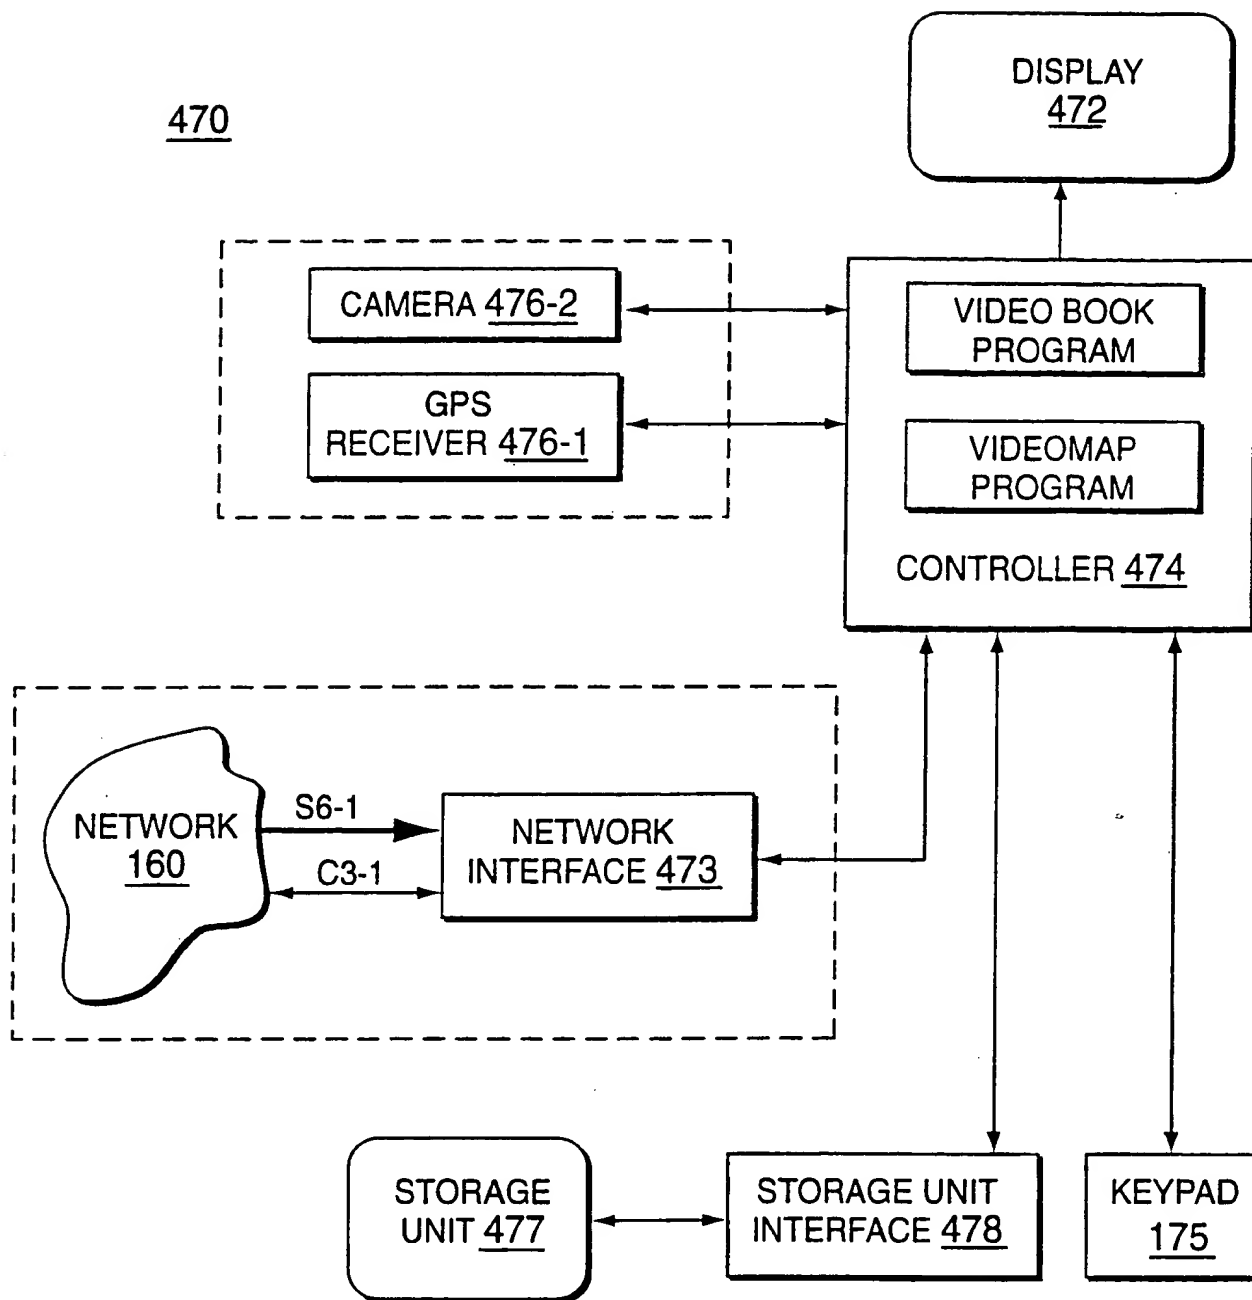 470
DISPLAY
472
CAMERA 476-2
GPS
RECEIVER 476-1
VIDEO BOOK
PROGRAM
VIDEOMAP
PROGRAM
CONTROLLER 474
NETWORK
160
S6-1
C3-1
NETWORK
INTERFACE 473
STORAGE
UNIT 477
STORAGE UNIT
INTERFACE 478
KEYPAD
175